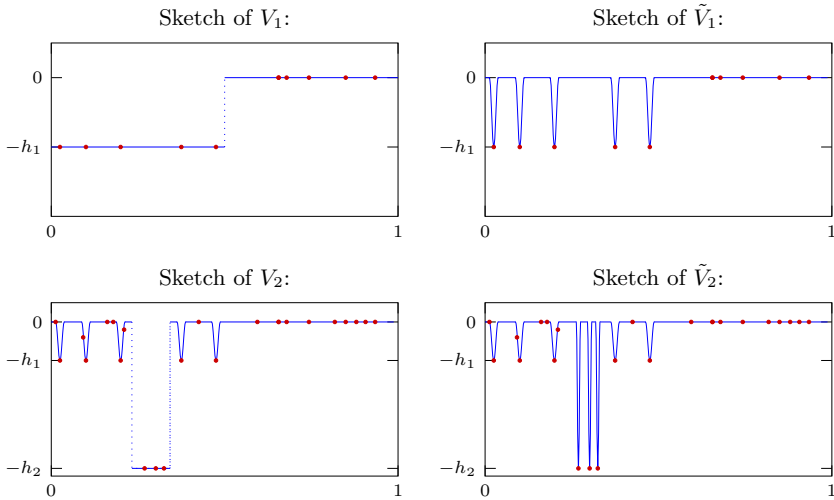 Sketch of V₁:
0
−h₁
0 1
Sketch of Ṽ₁:
0
−h₁
0 1
Sketch of V₂:
0
−h₁
−h₂
0 1
Sketch of Ṽ₂:
0
−h₁
−h₂
0 1